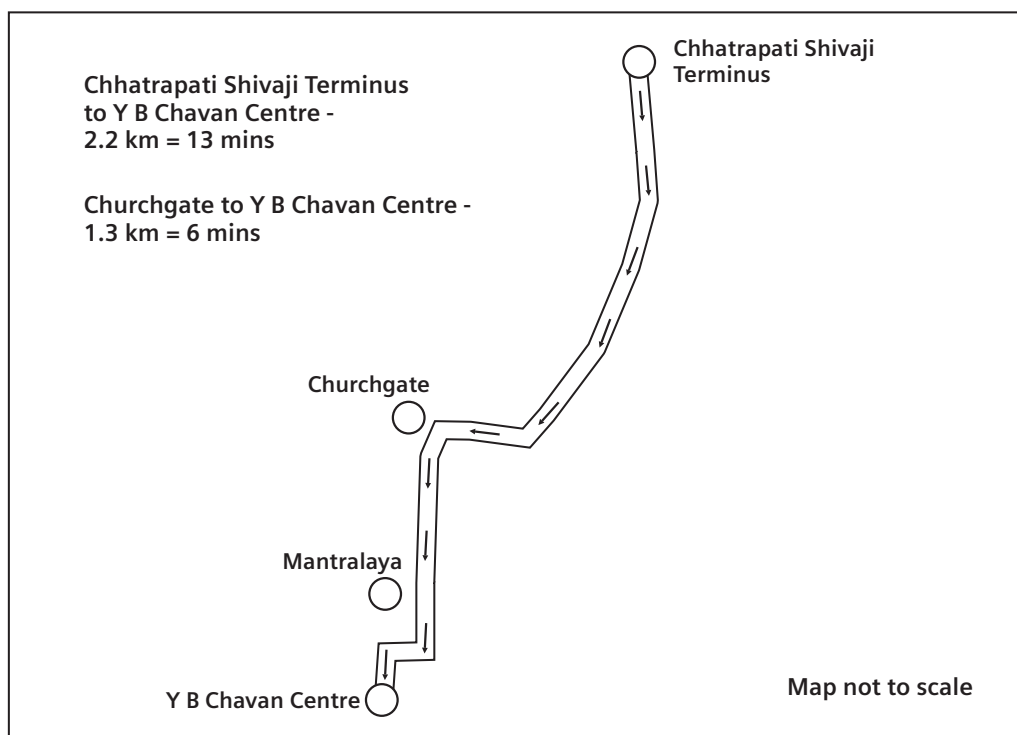 Chhatrapati Shivaji Terminus
to Y B Chavan Centre -
2.2 km = 13 mins
Churchgate to Y B Chavan Centre -
1.3 km = 6 mins
Chhatrapati Shivaji
Terminus
Churchgate
Mantralaya
Y B Chavan Centre
Map not to scale